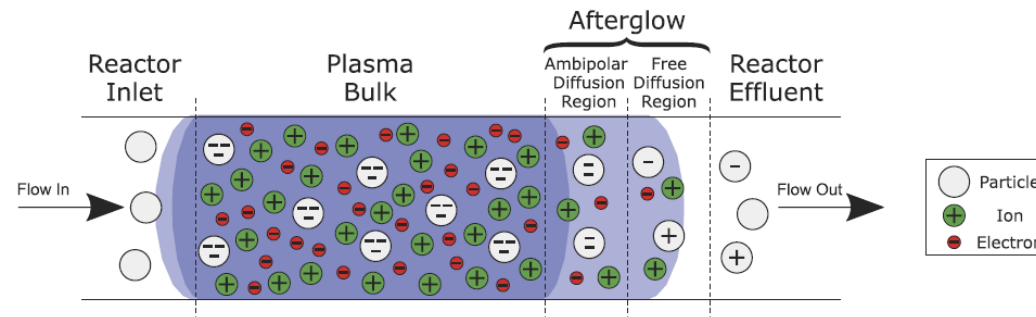 Afterglow
Reactor
Inlet
Plasma
Bulk
Ambipolar
Diffusion
Region
Free
Diffusion
Region
Reactor
Effluent
Flow In
Flow Out
Particle
Ion
Electron